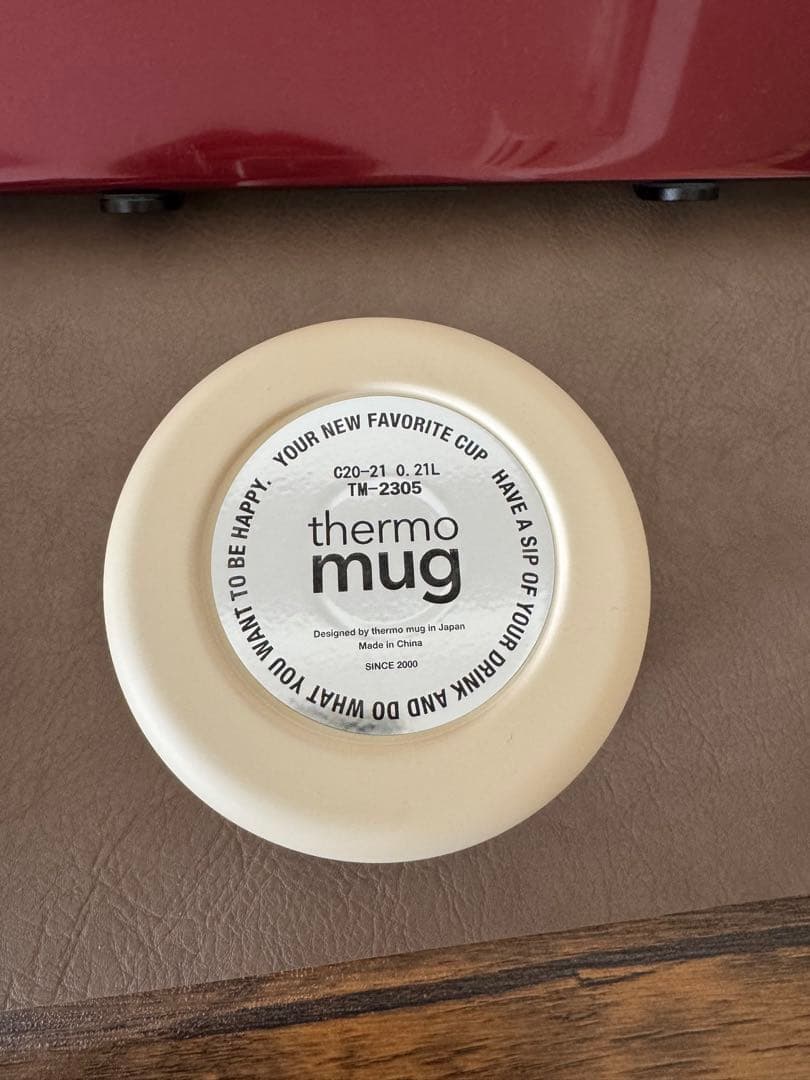 YOUR NEW FAVORITE CUP
HAVE A SIP OF YOUR DRINK AND DO WHAT YOU WANT TO BE HAPPY.
C20-21 0.21L
TM-2305
thermo
mug
Designed by thermo mug in Japan
Made in China
SINCE 2000